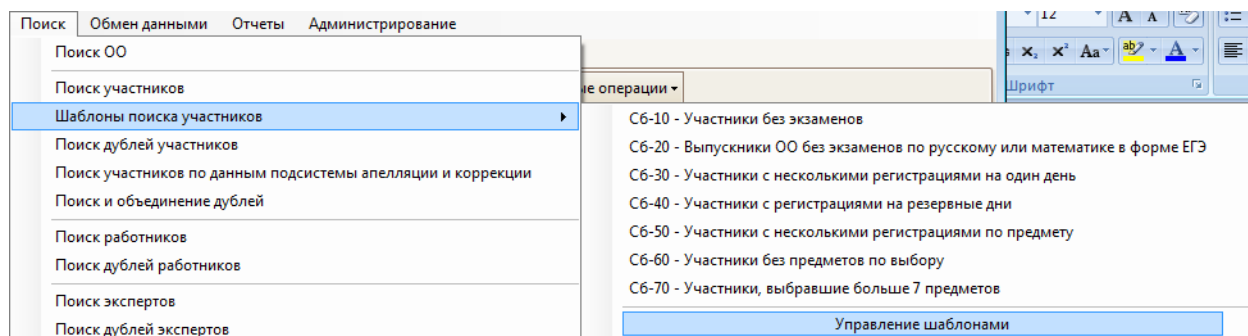 Поиск Обмен данными Отчеты Администрирование
Поиск ОО
Поиск участников
Шаблоны поиска участников
Поиск дублей участников
Поиск участников по данным подсистемы апелляции и коррекции
Поиск и объединение дублей
Поиск работников
Поиск дублей работников
Поиск экспертов
Поиск дублей экспертов
операции
С6-10 - Участники без экзаменов
С6-20 - Выпускники ОО без экзаменов по русскому или математике в форме ЕГЭ
С6-30 - Участники с несколькими регистрациями на один день
С6-40 - Участники с регистрациями на резервные дни
С6-50 - Участники с несколькими регистрациями по предмету
С6-60 - Участники без предметов по выбору
С6-70 - Участники, выбравшие больше 7 предметов
Управление шаблонами
12 A A
x₂ x² Aa ab A
Шрифт